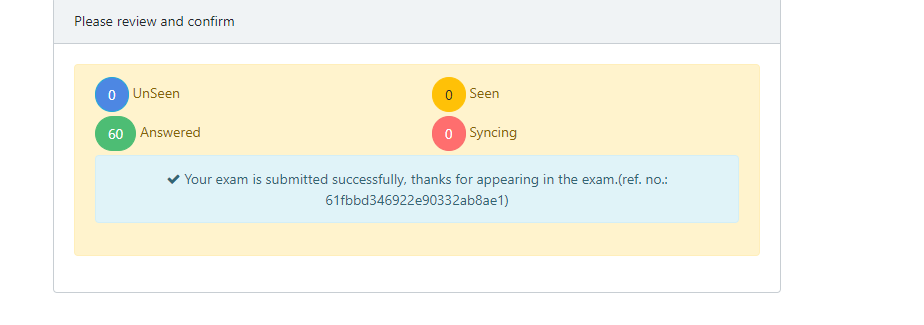 Please review and confirm
0 UnSeen
0 Seen
60 Answered
0 Syncing
✔ Your exam is submitted successfully, thanks for appearing in the exam.(ref. no.:
61fbbd346922e90332ab8ae1)